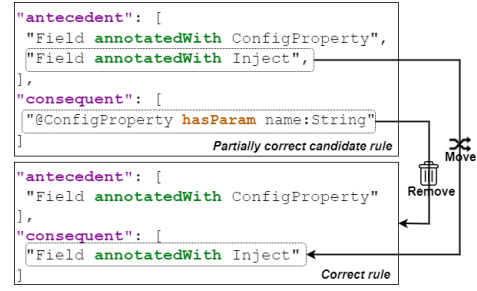 "antecedent": [
"Field annotatedWith ConfigProperty",
"Field annotatedWith Inject",
],
"consequent": [
"@ConfigProperty hasParam name:String"
]
Partially correct candidate rule
Move
Remove
"antecedent": [
"Field annotatedWith ConfigProperty"
],
"consequent": [
"Field annotatedWith Inject"
]
Correct rule